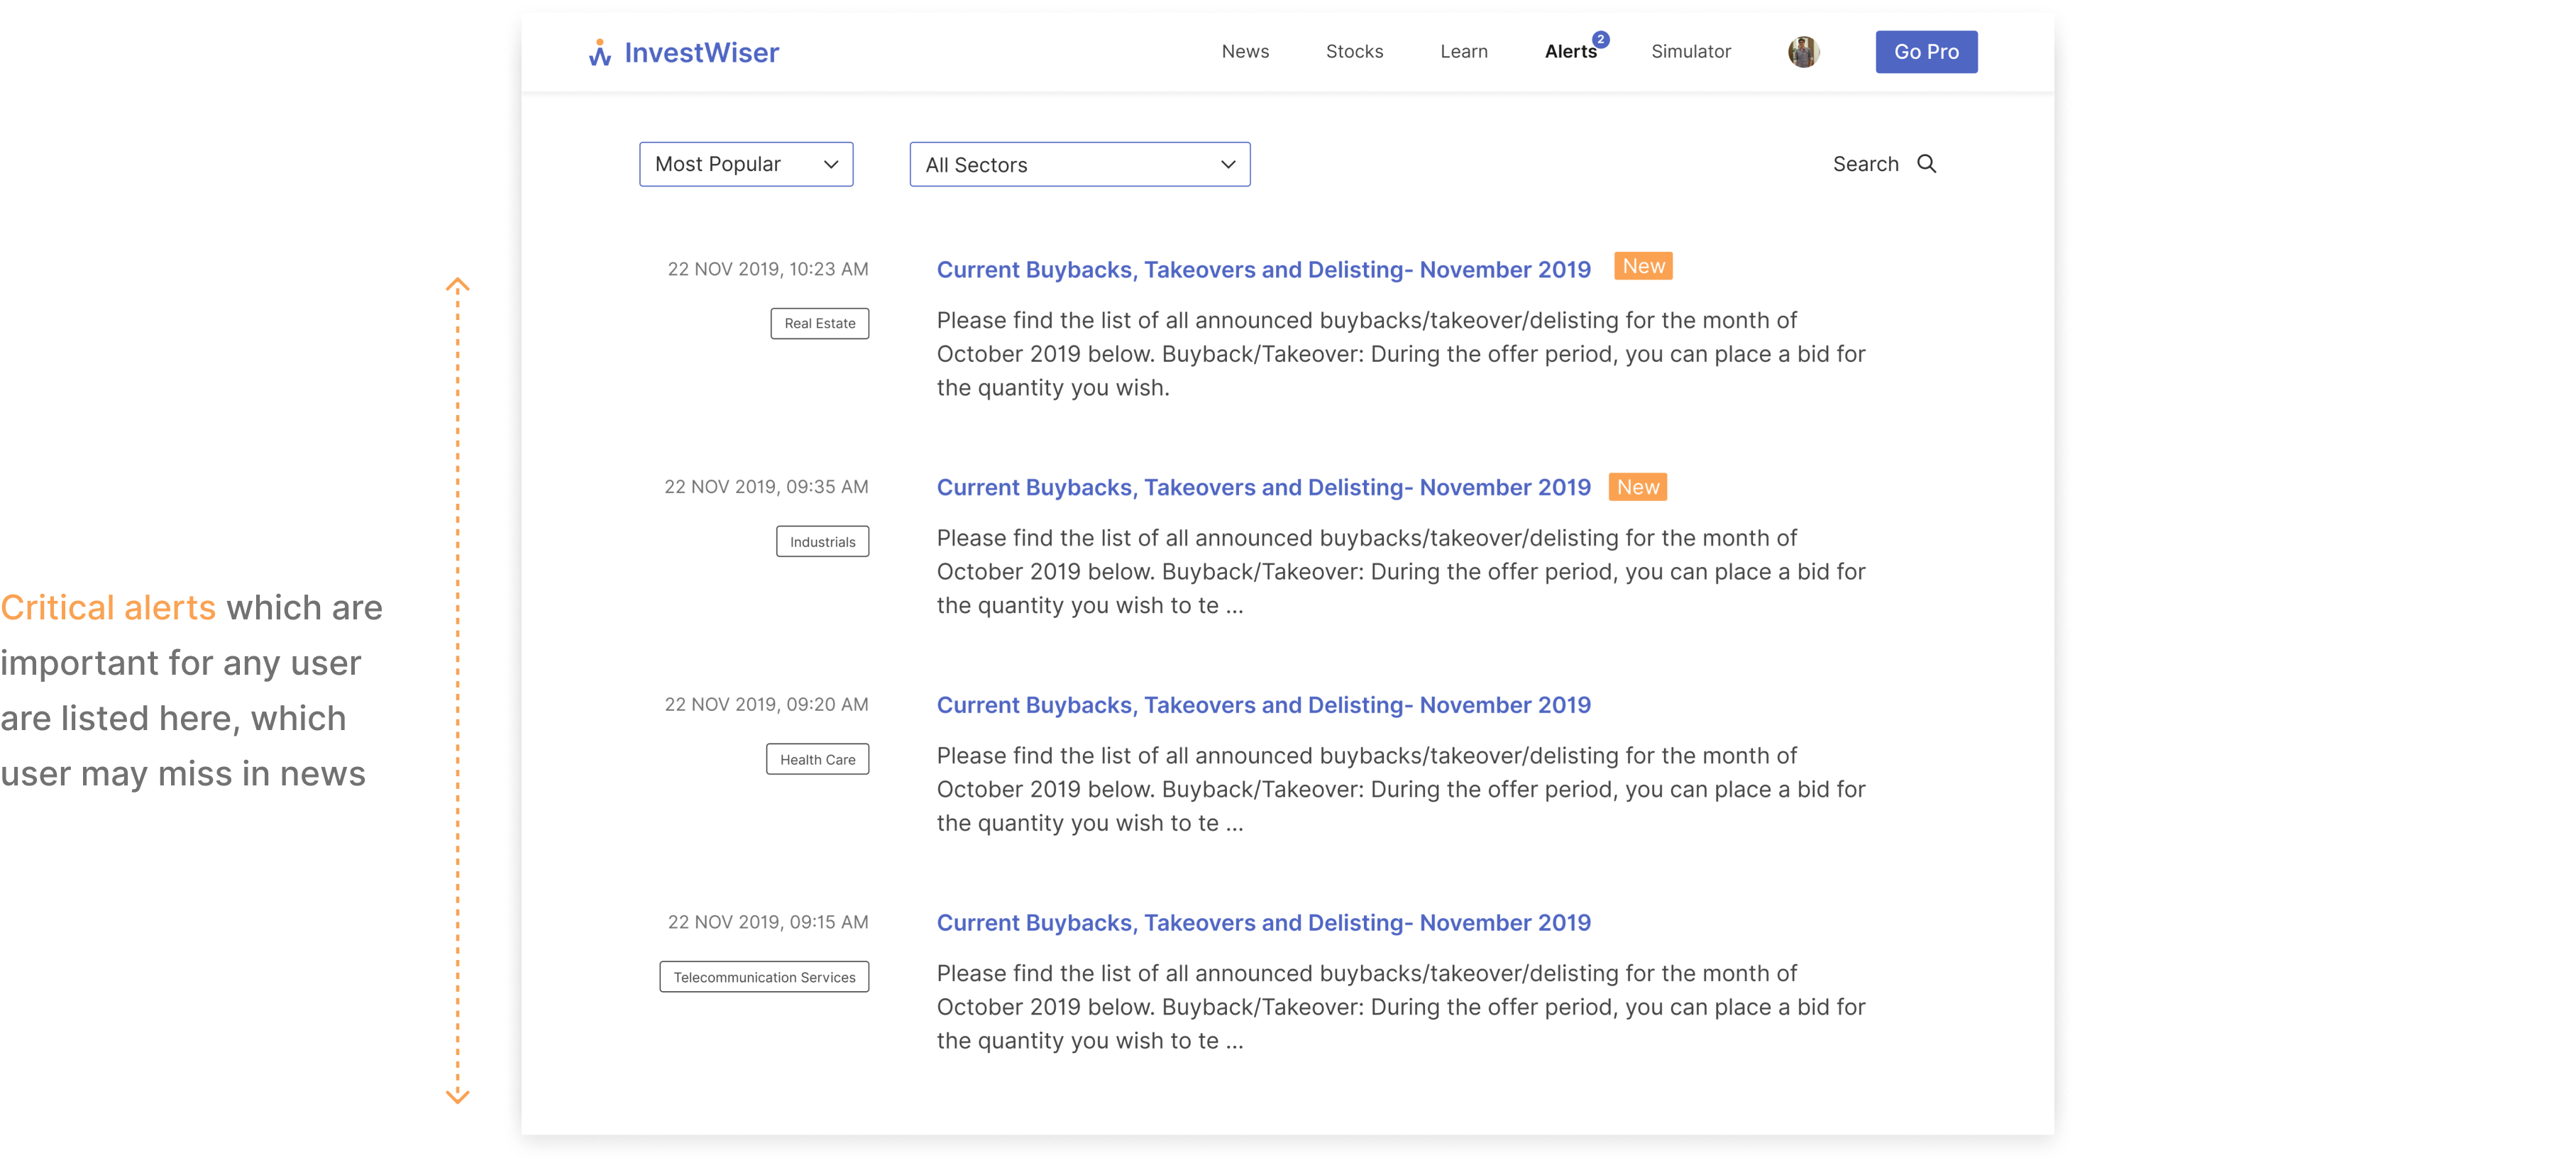 InvestWiser
News
Stocks
Learn
Alerts
2
Simulator
Go Pro
Most Popular
All Sectors
Search
22 NOV 2019, 10:23 AM
Real Estate
Current Buybacks, Takeovers and Delisting- November 2019
New
Please find the list of all announced buybacks/takeover/delisting for the month of
October 2019 below. Buyback/Takeover: During the offer period, you can place a bid for
the quantity you wish.
22 NOV 2019, 09:35 AM
Industrials
Current Buybacks, Takeovers and Delisting- November 2019
New
Please find the list of all announced buybacks/takeover/delisting for the month of
October 2019 below. Buyback/Takeover: During the offer period, you can place a bid for
the quantity you wish to te ...
22 NOV 2019, 09:20 AM
Health Care
Current Buybacks, Takeovers and Delisting- November 2019
Please find the list of all announced buybacks/takeover/delisting for the month of
October 2019 below. Buyback/Takeover: During the offer period, you can place a bid for
the quantity you wish to te ...
22 NOV 2019, 09:15 AM
Telecommunication Services
Current Buybacks, Takeovers and Delisting- November 2019
Please find the list of all announced buybacks/takeover/delisting for the month of
October 2019 below. Buyback/Takeover: During the offer period, you can place a bid for
the quantity you wish to te ...
Critical alerts which are
important for any user
are listed here, which
user may miss in news